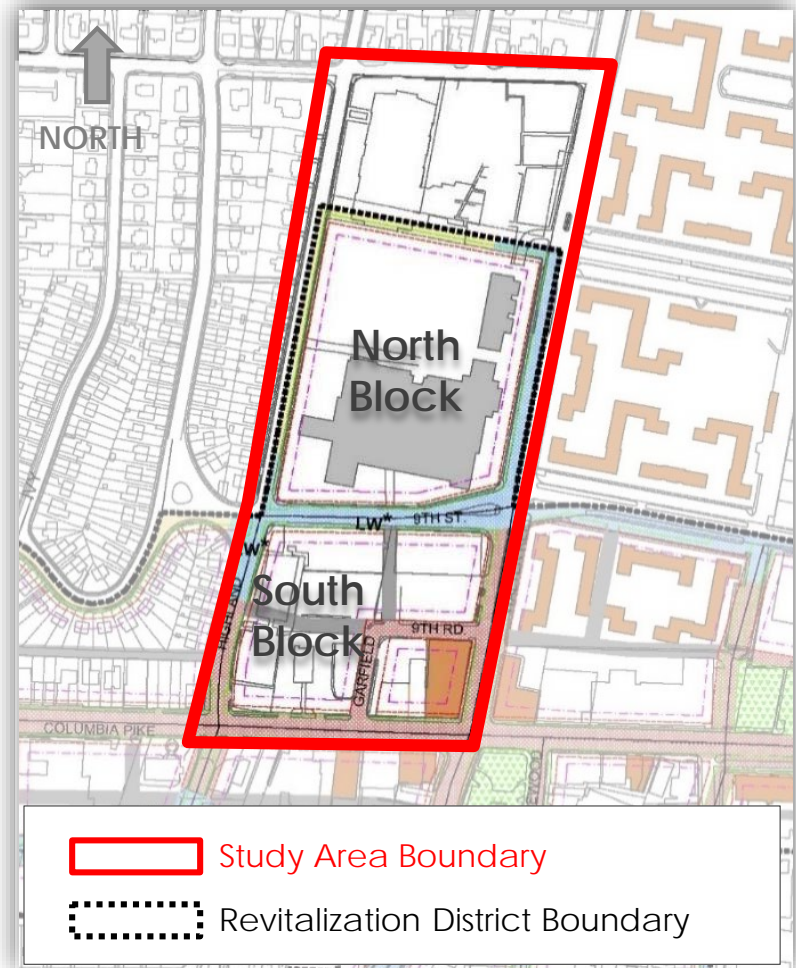 NORTH
North
Block
IVY
LW*
9TH ST.
W*
HIGHLAND
South
Block
9TH RD.
GARFIELD
COLUMBIA PIKE
Study Area Boundary
Revitalization District Boundary